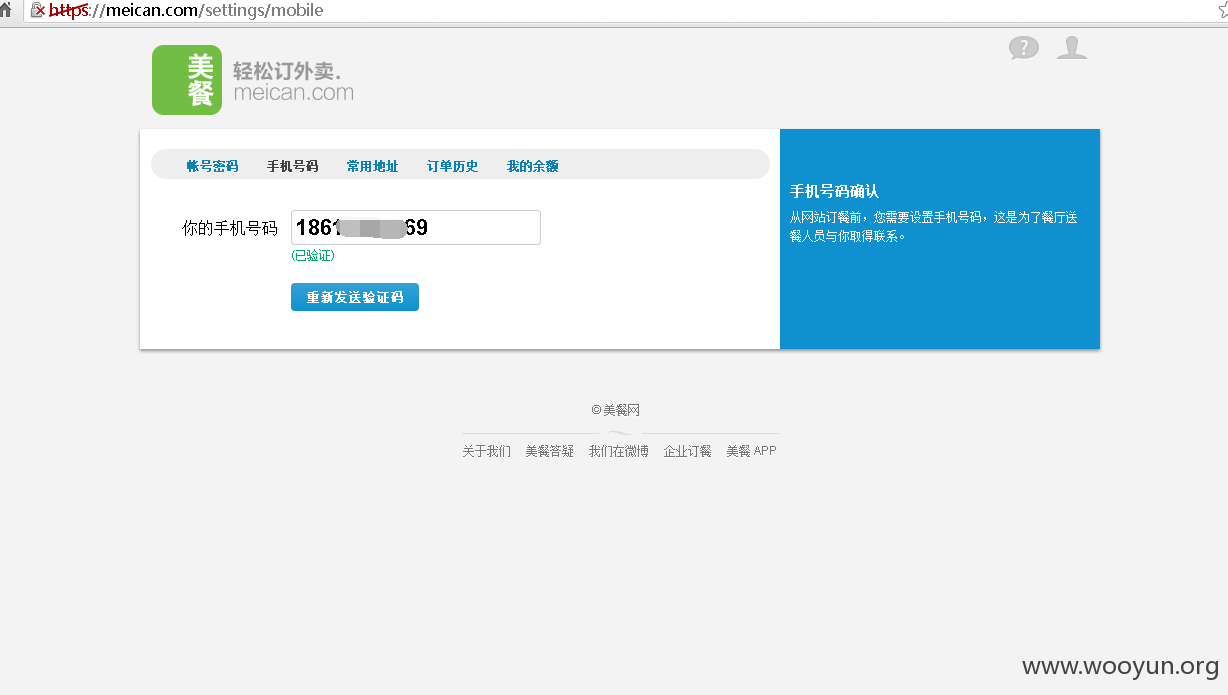 https://meican.com/settings/mobile
美餐
轻松订外卖.
meican.com
帐号密码 手机号码 常用地址 订单历史 我的余额
你的手机号码 1861 69
(已验证)
重新发送验证码
手机号码确认
从网站订餐前，您需要设置手机号码，这是为了餐厅送
餐人员与你取得联系。
©美餐网
关于我们 美餐答疑 我们在微博 企业订餐 美餐 APP
www.wooyun.org